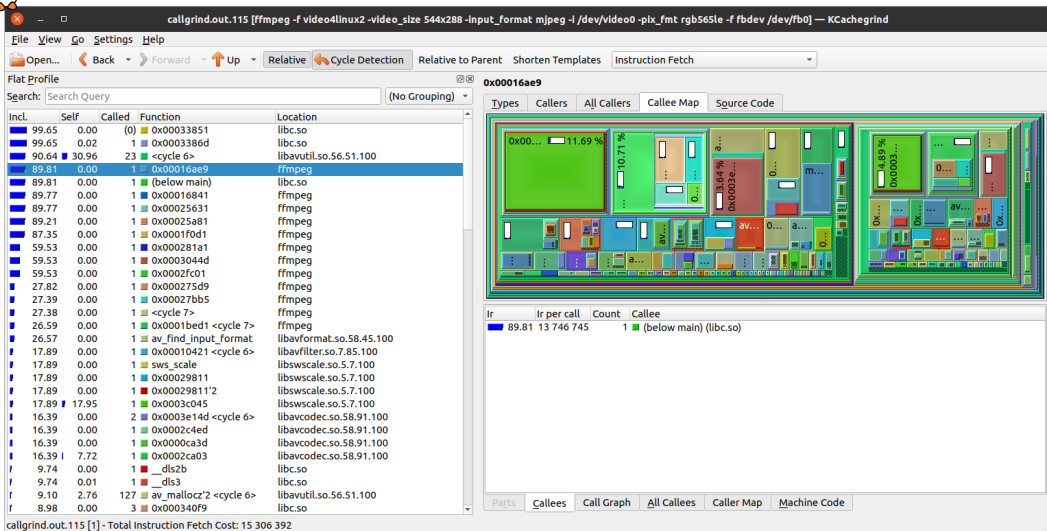 callgrind.out.115 [ffmpeg -f video4linux2 -video_size 544x288 -input_format mjpeg -i /dev/video0 -pix_fmt rgb565le -f fbdev /dev/fb0] — KCachegrind
File View Go Settings Help
Open... Back Forward Up Relative Cycle Detection Relative to Parent Shorten Templates Instruction Fetch
Flat Profile
Search: Search Query (No Grouping)
Incl. Self Called Function Location
99.65 0.00 (0) 0x00033851 libc.so
99.65 0.02 1 0x0003386d libc.so
90.64 30.96 23 <cycle 6> libavutil.so.56.51.100
89.81 0.00 1 0x00016ae9 ffmpeg
89.81 0.00 1 (below main) libc.so
89.77 0.00 1 0x00016841 ffmpeg
89.77 0.00 1 0x00025631 ffmpeg
89.21 0.00 1 0x00025a81 ffmpeg
87.35 0.00 1 0x0001f0d1 ffmpeg
59.53 0.00 1 0x000281a1 ffmpeg
59.53 0.00 1 0x0003044d ffmpeg
59.53 0.00 1 0x0002fc01 ffmpeg
27.82 0.00 1 0x000275d9 ffmpeg
27.39 0.00 1 0x00027bb5 ffmpeg
27.38 0.00 1 <cycle 7> ffmpeg
26.59 0.00 1 0x0001bed1 <cycle 7> ffmpeg
26.57 0.00 1 av_find_input_format libavformat.so.58.45.100
17.89 0.00 1 0x00010421 <cycle 6> libavfilter.so.7.85.100
17.89 0.00 1 sws_scale libswscale.so.5.7.100
17.89 0.00 1 0x00029811 libswscale.so.5.7.100
17.89 0.00 1 0x00029811'2 libswscale.so.5.7.100
17.89 17.95 1 0x0003c045 libswscale.so.5.7.100
16.39 0.00 2 0x0003e14d <cycle 6> libavcodec.so.58.91.100
16.39 0.00 1 0x0002c4ed libavcodec.so.58.91.100
16.39 0.00 1 0x0000ca3d libavcodec.so.58.91.100
16.39 7.72 1 0x0002ca03 libavcodec.so.58.91.100
9.74 0.00 1 __dls2b libc.so
9.74 0.01 1 __dls3 libc.so
9.10 2.76 127 av_mallocz'2 <cycle 6> libavutil.so.56.51.100
8.98 0.00 3 0x000340f9 libc.so
0x00016ae9
Types Callers All Callers Callee Map Source Code
0x00... 11.69 %
10.71 %
a...
3.64 %
0x0003e...
0...
m...
4.89 %
0x0003...
0...
av...
av...
0...
a...
0...
0x...
av...
0x...
a...
Ir Ir per call Count Callee
89.81 13 746 745 1 (below main) (libc.so)
Parts Callees Call Graph All Callees Caller Map Machine Code
callgrind.out.115 [1] - Total Instruction Fetch Cost: 15 306 392